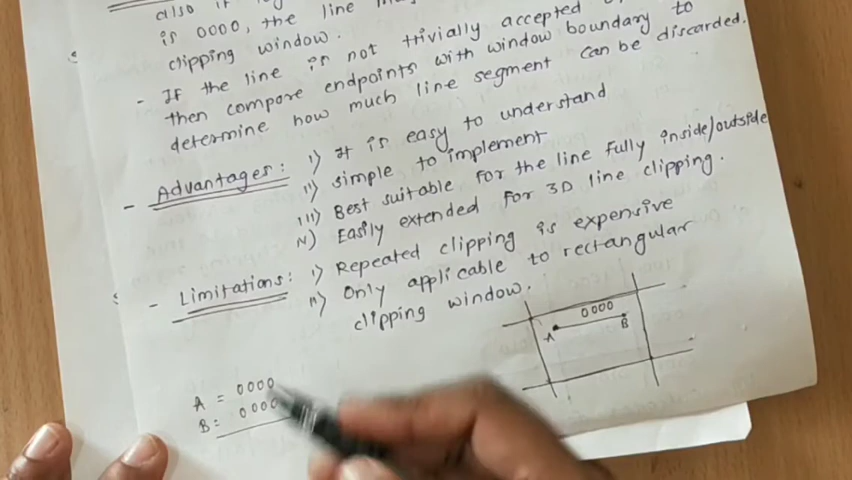 also if
is 0000, the line
clipping window.
- If the line is not trivially accepted
then compare endpoints with window boundary to
determine how much line segment can be discarded.
- Advantages: i) It is easy to understand
ii) simple to implement
iii) Best suitable for the line fully inside/outside
iv) Easily extended for 3D line clipping.
- Limitations: i) Repeated clipping is expensive
ii) Only applicable to rectangular
clipping window.
0000
A B
A = 0000
B = 0000